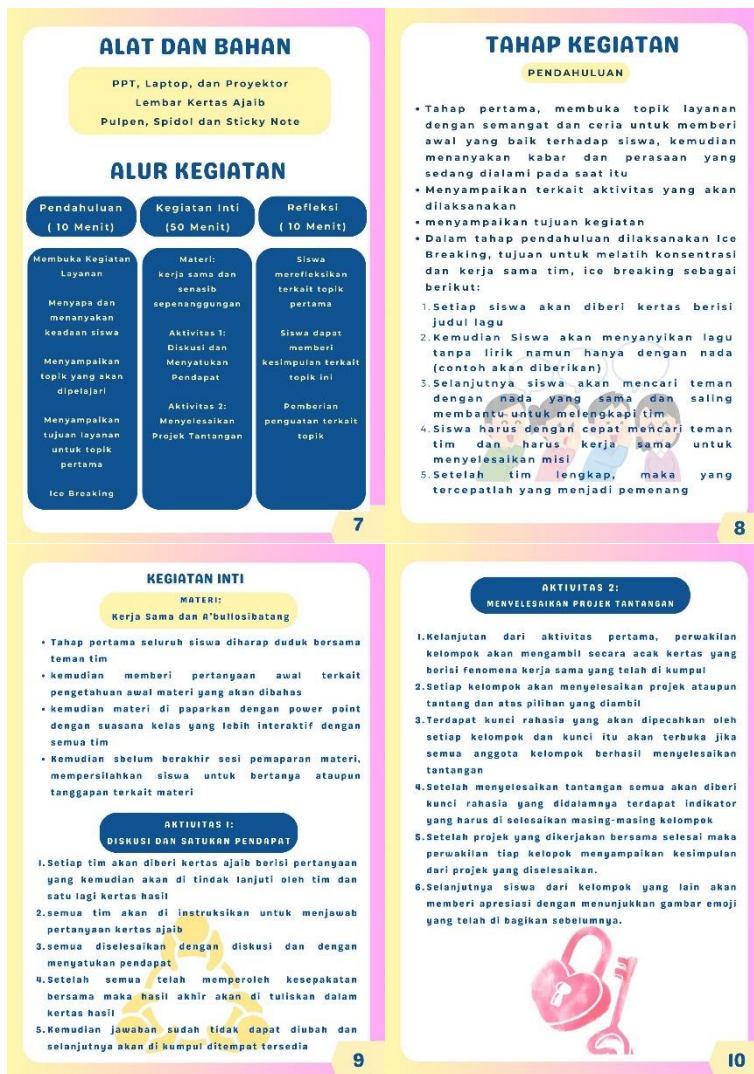 ALAT DAN BAHAN
PPT, Laptop, dan Proyektor
Lembar Kertas Ajaib
Pulpen, Spidol dan Sticky Note
ALUR KEGIATAN
Pendahuluan
( 10 Menit)
Membuka Kegiatan
Layanan
Menyapa dan
menanyakan
keadaan siswa
Menyampaikan
topik yang akan
dipelajari
Menyampaikan
tujuan layanan
untuk topik
pertama
Ice Breaking
Kegiatan Inti
(50 Menit)
Materi:
kerja sama dan
senasib
sepenanggungan
Aktivitas 1:
Diskusi dan
Menyatukan
Pendapat
Aktivitas 2:
Menyelesaikan
Projek Tantangan
Refleksi
( 10 Menit)
Siswa
merefleksikan
terkait topik
pertama
Siswa dapat
memberi
kesimpulan terkait
topik ini
Pemberian
penguatan terkait
topik
7
TAHAP KEGIATAN
PENDAHULUAN
• Tahap pertama, membuka topik layanan
dengan semangat dan ceria untuk memberi
awal yang baik terhadap siswa, kemudian
menanyakan kabar dan perasaan yang
sedang dialami pada saat itu
• Menyampaikan terkait aktivitas yang akan
dilaksanakan
• menyampaikan tujuan kegiatan
• Dalam tahap pendahuluan dilaksanakan Ice
Breaking, tujuan untuk melatih konsentrasi
dan kerja sama tim, ice breaking sebagai
berikut:
1. Setiap siswa akan diberi kertas berisi
judul lagu
2. Kemudian Siswa akan menyanyikan lagu
tanpa lirik namun hanya dengan nada
(contoh akan diberikan)
3. Selanjutnya siswa akan mencari teman
dengan nada yang sama dan saling
membantu untuk melengkapi tim
4. Siswa harus dengan cepat mencari teman
tim dan harus kerja sama untuk
menyelesaikan misi
5. Setelah tim lengkap, maka yang
tercepatlah yang menjadi pemenang
8
KEGIATAN INTI
MATERI:
Kerja Sama dan A'bullosibatang
• Tahap pertama seluruh siswa diharap duduk bersama
teman tim
• kemudian memberi pertanyaan awal terkait
pengetahuan awal materi yang akan dibahas
• kemudian materi di paparkan dengan power point
dengan suasana kelas yang lebih interaktif dengan
semua tim
• Kemudian sbelum berakhir sesi pemaparan materi,
mempersilahkan siswa untuk bertanya ataupun
tanggapan terkait materi
AKTIVITAS 1:
DISKUSI DAN SATUKAN PENDAPAT
1. Setiap tim akan diberi kertas ajaib berisi pertanyaan
yang kemudian akan di tindak lanjuti oleh tim dan
satu lagi kertas hasil
2. semua tim akan di instruksikan untuk menjawab
pertanyaan kertas ajaib
3. semua diselesaikan dengan diskusi dan dengan
menyatukan pendapat
4. Setelah semua telah memperoleh kesepakatan
bersama maka hasil akhir akan di tuliskan dalam
kertas hasil
5. Kemudian jawaban sudah tidak dapat diubah dan
selanjutnya akan di kumpul ditempat tersedia
9
AKTIVITAS 2:
MENYELESAIKAN PROJEK TANTANGAN
1. Kelanjutan dari aktivitas pertama, perwakilan
kelompok akan mengambil secara acak kertas yang
berisi fenomena kerja sama yang telah di kumpul
2. Setiap kelompok akan menyelesaikan projek ataupun
tantang dan atas pilihan yang diambil
3. Terdapat kunci rahasia yang akan dipecahkan oleh
setiap kelompok dan kunci itu akan terbuka jika
semua anggota kelompok berhasil menyelesaikan
tantangan
4. Setelah menyelesaikan tantangan semua akan diberi
kunci rahasia yang didalamnya terdapat indikator
yang harus di selesaikan masing-masing kelompok
5. Setelah projek yang dikerjakan bersama selesai maka
perwakilan tiap kelopok menyampaikan kesimpulan
dari projek yang diselesaikan.
6. Selanjutnya siswa dari kelompok yang lain akan
memberi apresiasi dengan menunjukkan gambar emoji
yang telah di bagikan sebelumnya.
10